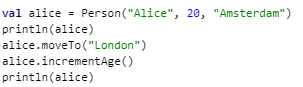 val alice = Person("Alice", 20, "Amsterdam")
println(alice)
alice.moveTo("London")
alice.incrementAge()
println(alice)